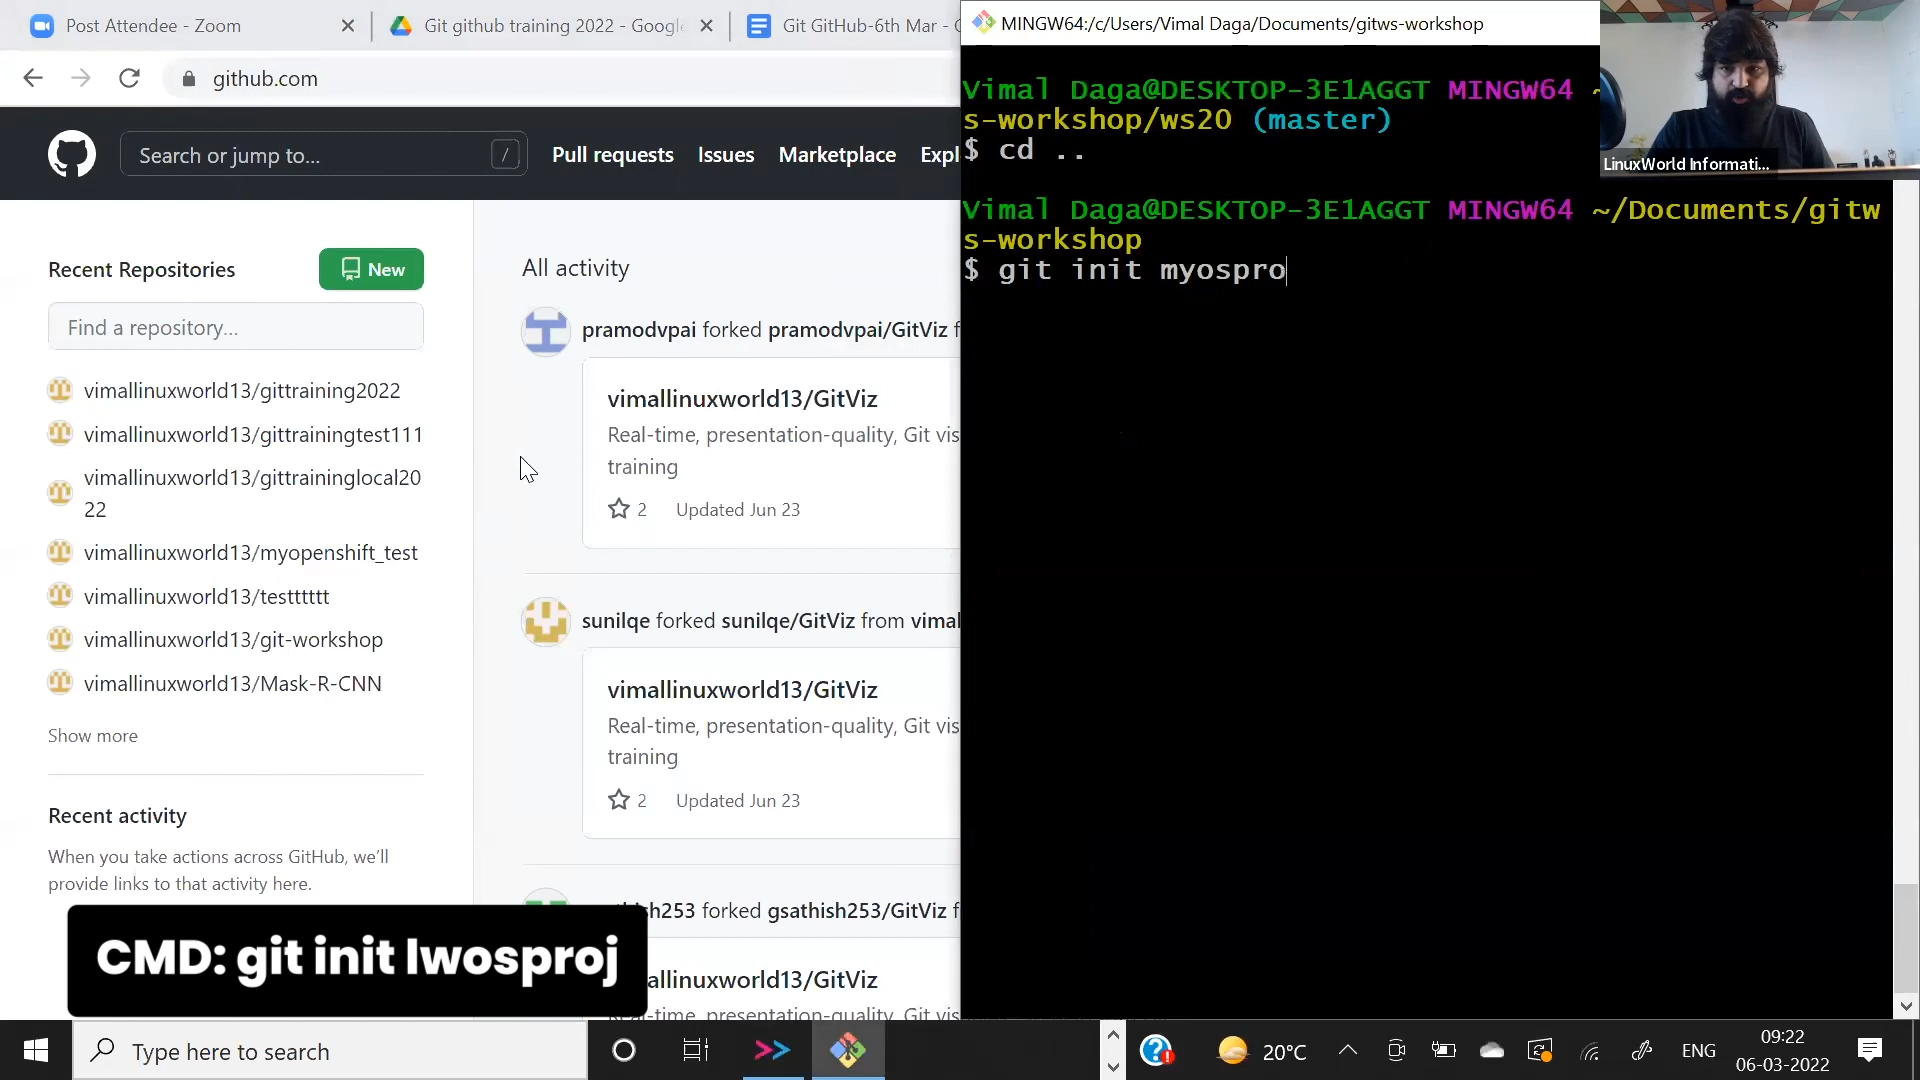 Post Attendee - Zoom
Git github training 2022 - Googl
Git GitHub-6th Mar - G
github.com
Search or jump to...
/
Pull requests
Issues
Marketplace
Expl
Recent Repositories
New
Find a repository...
vimallinuxworld13/gittraining2022
vimallinuxworld13/gittrainingtest111
vimallinuxworld13/gittraininglocal20
22
vimallinuxworld13/myopenshift_test
vimallinuxworld13/testttttt
vimallinuxworld13/git-workshop
vimallinuxworld13/Mask-R-CNN
Show more
Recent activity
When you take actions across GitHub, we'll
provide links to that activity here.
All activity
pramodvpai forked pramodvpai/GitViz f
vimallinuxworld13/GitViz
Real-time, presentation-quality, Git vis
training
2 Updated Jun 23
sunilqe forked sunilqe/GitViz from vimal
vimallinuxworld13/GitViz
Real-time, presentation-quality, Git vis
training
2 Updated Jun 23
hish253 forked gsathish253/GitViz f
allinuxworld13/GitViz
Real-time, presentation-quality, Git vis
CMD: git init lwosproj
MINGW64:/c/Users/Vimal Daga/Documents/gitws-workshop
Vimal Daga@DESKTOP-3E1AGGT MINGW64 ~
s-workshop/ws20 (master)
$ cd ..
Vimal Daga@DESKTOP-3E1AGGT MINGW64 ~/Documents/gitw
s-workshop
$ git init myospro
LinuxWorld Informati...
Type here to search
20°C
ENG
09:22
06-03-2022